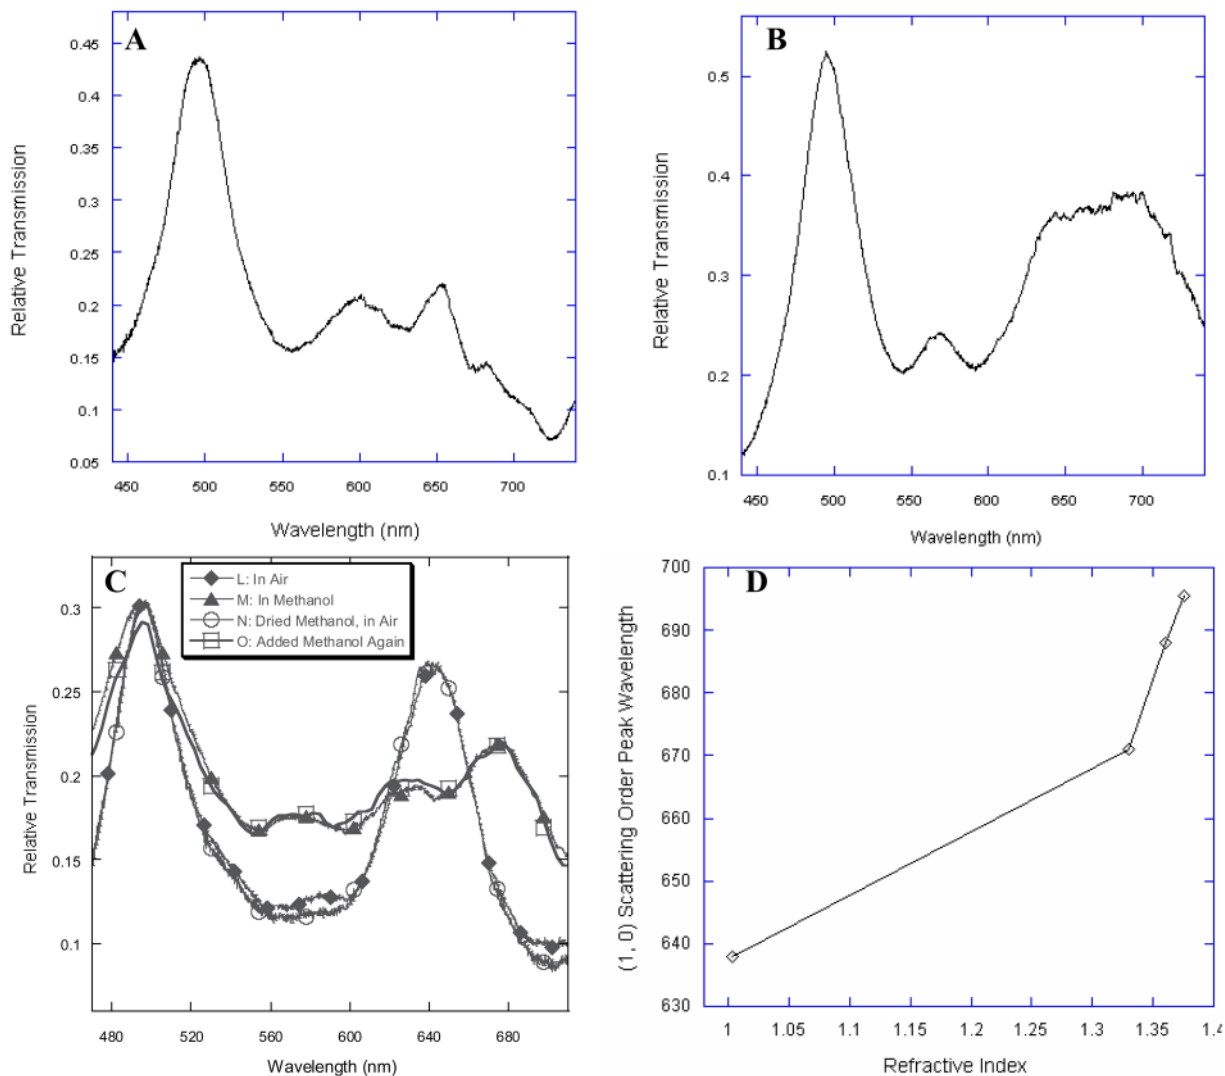 A
0.45
0.4
0.35
0.3
0.25
0.2
0.15
0.1
0.05
450 500 550 600 650 700
Relative Transmission
Wavelength (nm)
B
0.5
0.4
0.3
0.2
0.1
450 500 550 600 650 700
Relative Transmission
Wavelength (nm)
C
L: In Air
M: In Methanol
N: Dried Methanol, in Air
O: Added Methanol Again
0.3
0.25
0.2
0.15
0.1
480 520 560 600 640 680
Relative Transmission
Wavelength (nm)
D
700
690
680
670
660
650
640
630
1 1.05 1.1 1.15 1.2 1.25 1.3 1.35 1.4
(1, 0) Scattering Order Peak Wavelength
Refractive Index